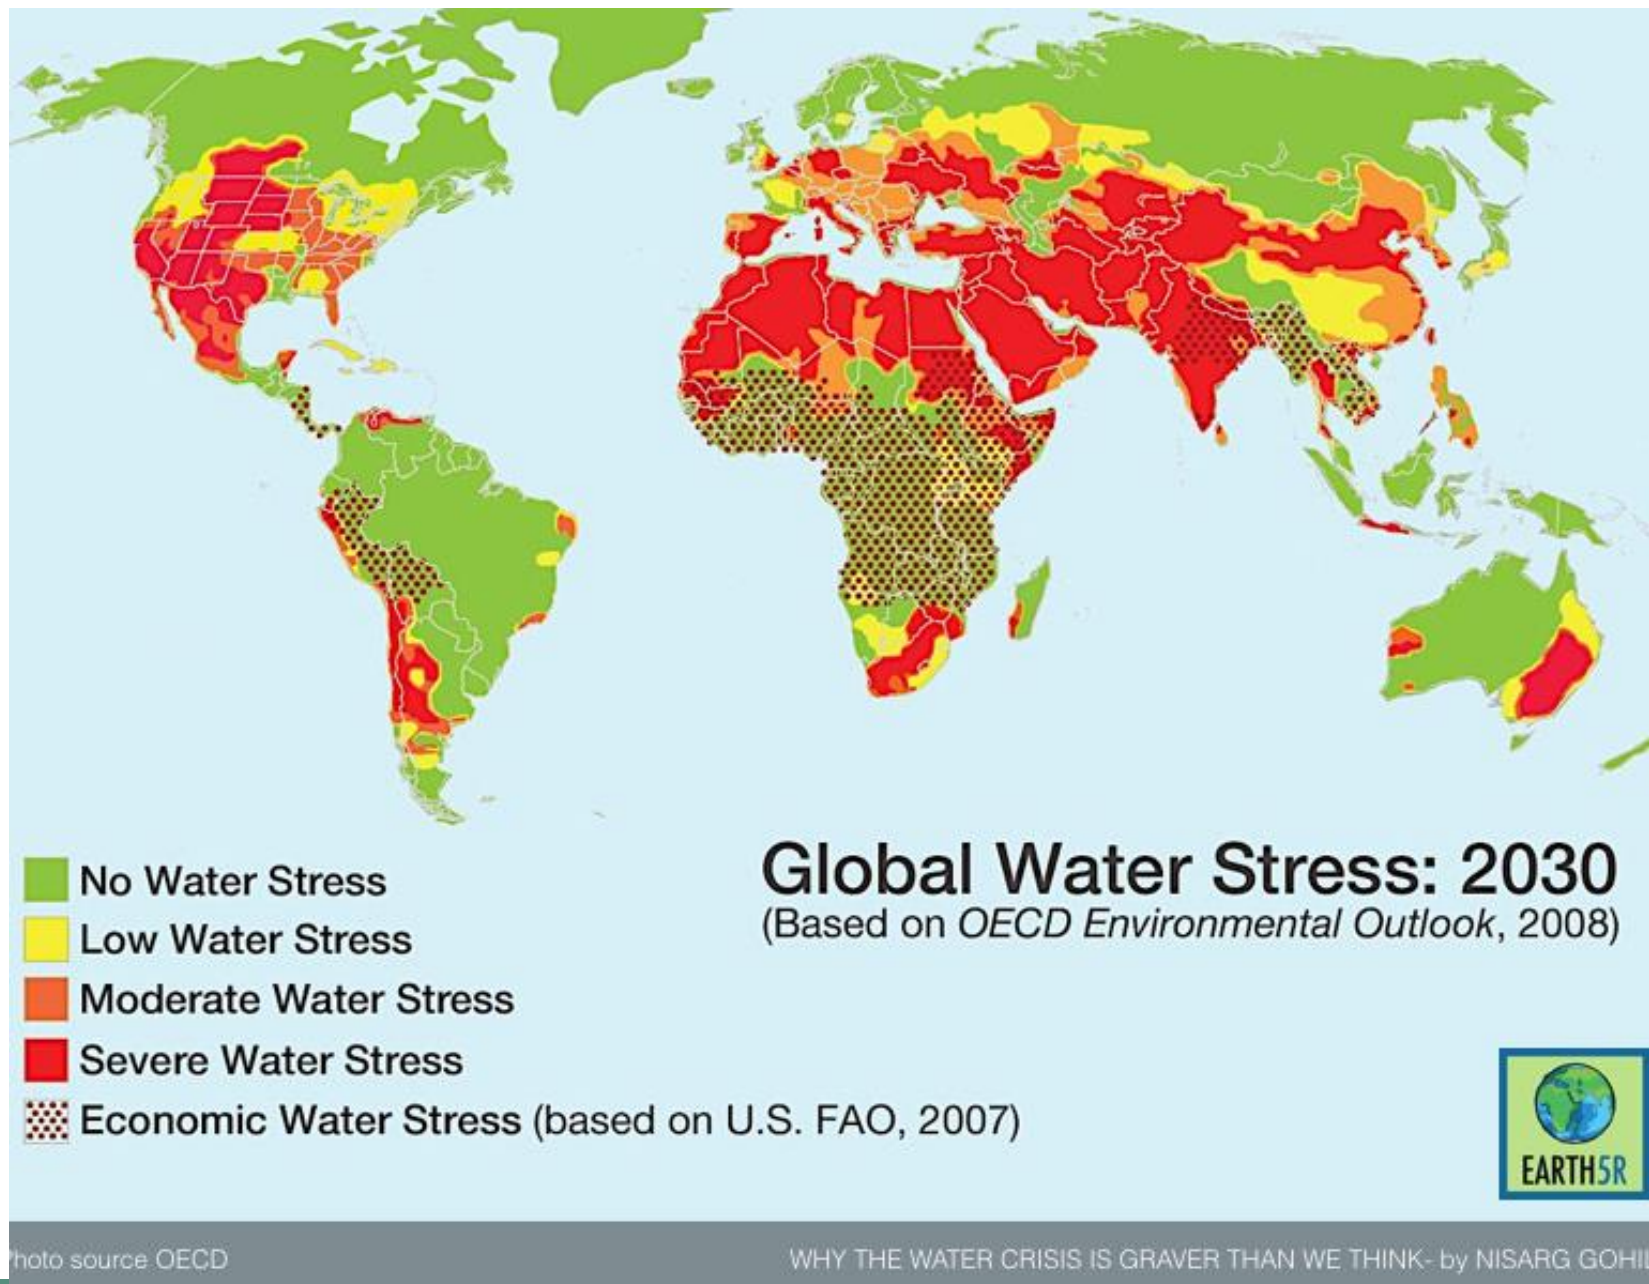 No Water Stress
Low Water Stress
Moderate Water Stress
Severe Water Stress
Economic Water Stress (based on U.S. FAO, 2007)
Global Water Stress: 2030
(Based on OECD Environmental Outlook, 2008)
EARTH5R
hoto source OECD
WHY THE WATER CRISIS IS GRAVER THAN WE THINK- by NISARG GOHI